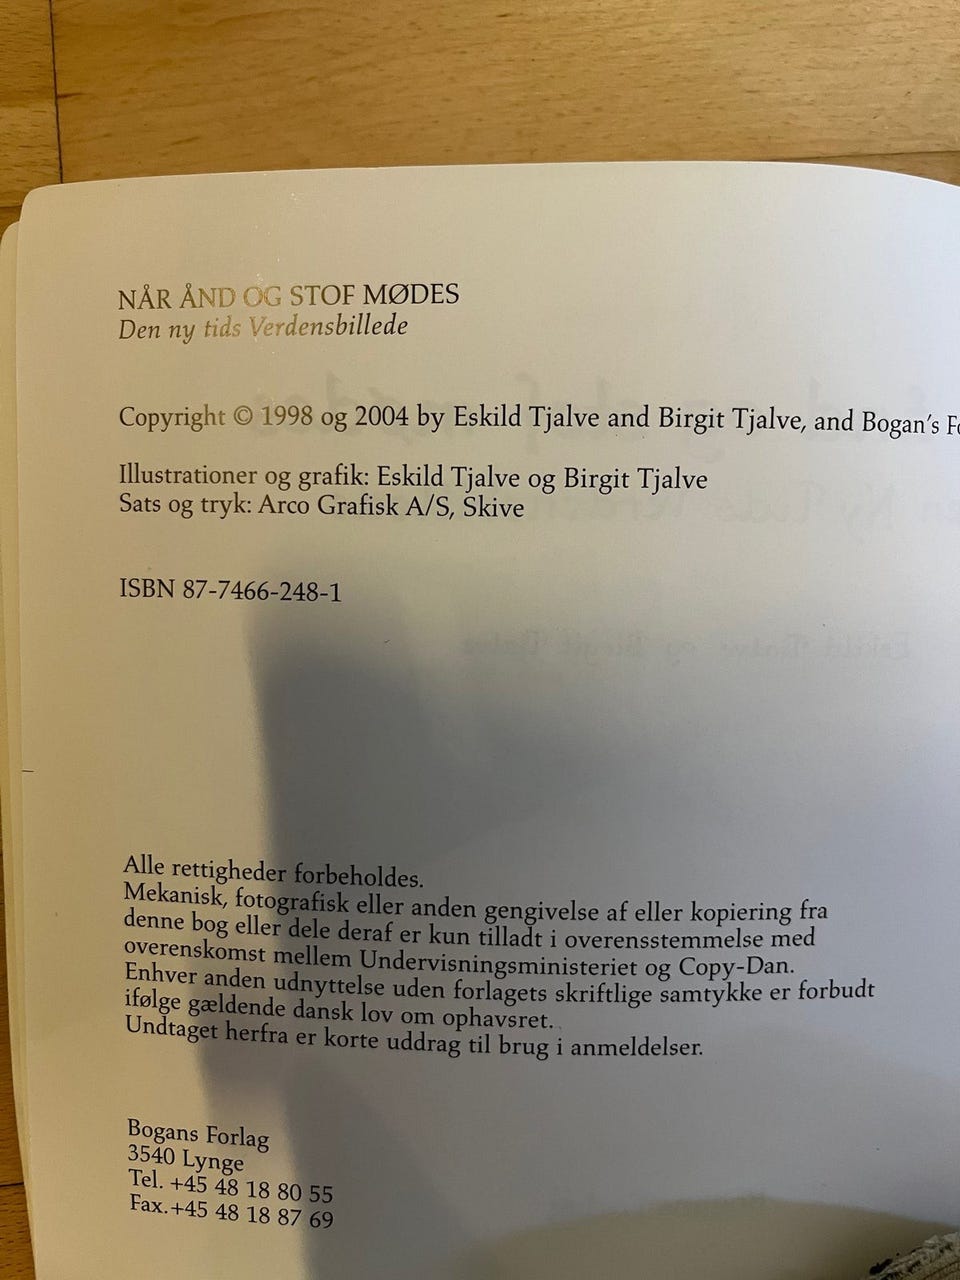 NÅR ÅND OG STOF MØDES
Den ny tids Verdensbillede
Copyright © 1998 og 2004 by Eskild Tjalve and Birgit Tjalve, and Bogan's
Illustrationer og grafik: Eskild Tjalve og Birgit Tjalve
Sats og tryk: Arco Grafisk A/S, Skive
ISBN 87-7466-248-1
Alle rettigheder forbeholdes.
Mekanisk, fotografisk eller anden gengivelse af eller kopiering fra
denne bog eller dele deraf er kun tilladt i overensstemmelse med
overenskomst mellem Undervisningsministeriet og Copy-Dan.
Enhver anden udnyttelse uden forlagets skriftlige samtykke er forbudt
ifølge gældende dansk lov om ophavsret.
Undtaget herfra er korte uddrag til brug i anmeldelser.
Bogans Forlag
3540 Lynge
Tel. +45 48 18 80 55
Fax.+45 48 18 87 69